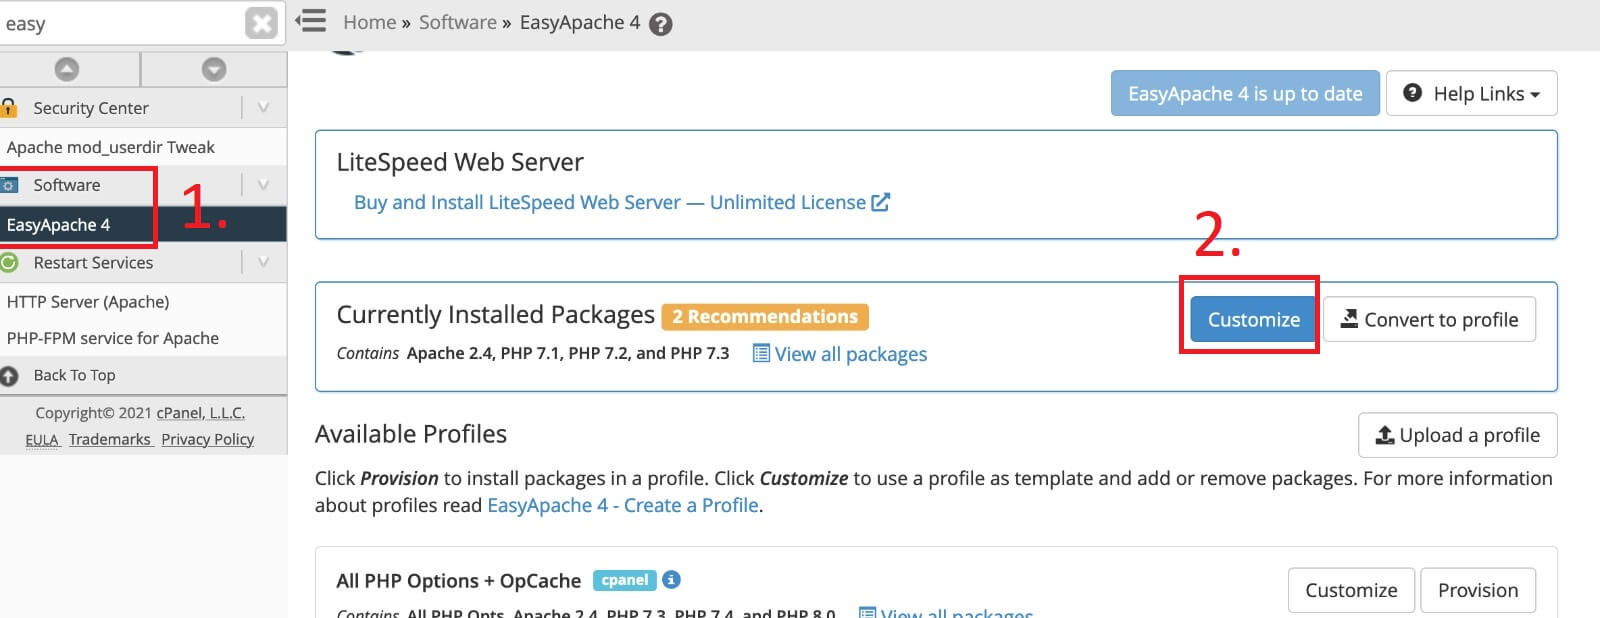 easy
Home » Software » EasyApache 4
EasyApache 4 is up to date
Help Links
Security Center
Apache mod_userdir Tweak
Software
1.
EasyApache 4
Restart Services
HTTP Server (Apache)
PHP-FPM service for Apache
Back To Top
Copyright© 2021 cPanel, L.L.C.
EULA Trademarks Privacy Policy
LiteSpeed Web Server
Buy and Install LiteSpeed Web Server — Unlimited License
2.
Currently Installed Packages 2 Recommendations
Customize Convert to profile
Contains Apache 2.4, PHP 7.1, PHP 7.2, and PHP 7.3 View all packages
Available Profiles
Upload a profile
Click Provision to install packages in a profile. Click Customize to use a profile as template and add or remove packages. For more information
about profiles read EasyApache 4 - Create a Profile.
All PHP Options + OpCache cpanel
Customize Provision
Contains All PHP Opts, Apache 2.4, PHP 7.3, PHP 7.4, and PHP 8.0 View all packages